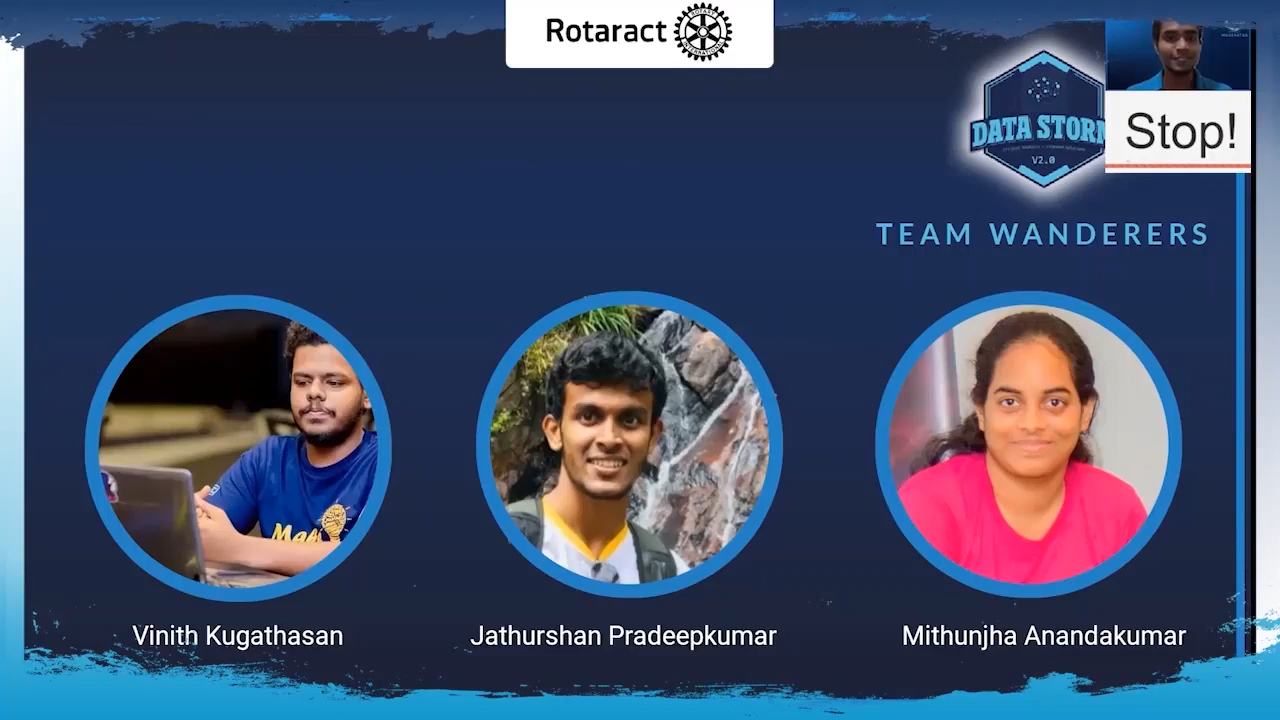 Rotaract
DATA STORM
V2.0
Stop!
TEAM WANDERERS
Vinith Kugathasan
Jathurshan Pradeepkumar
Mithunjha Anandakumar